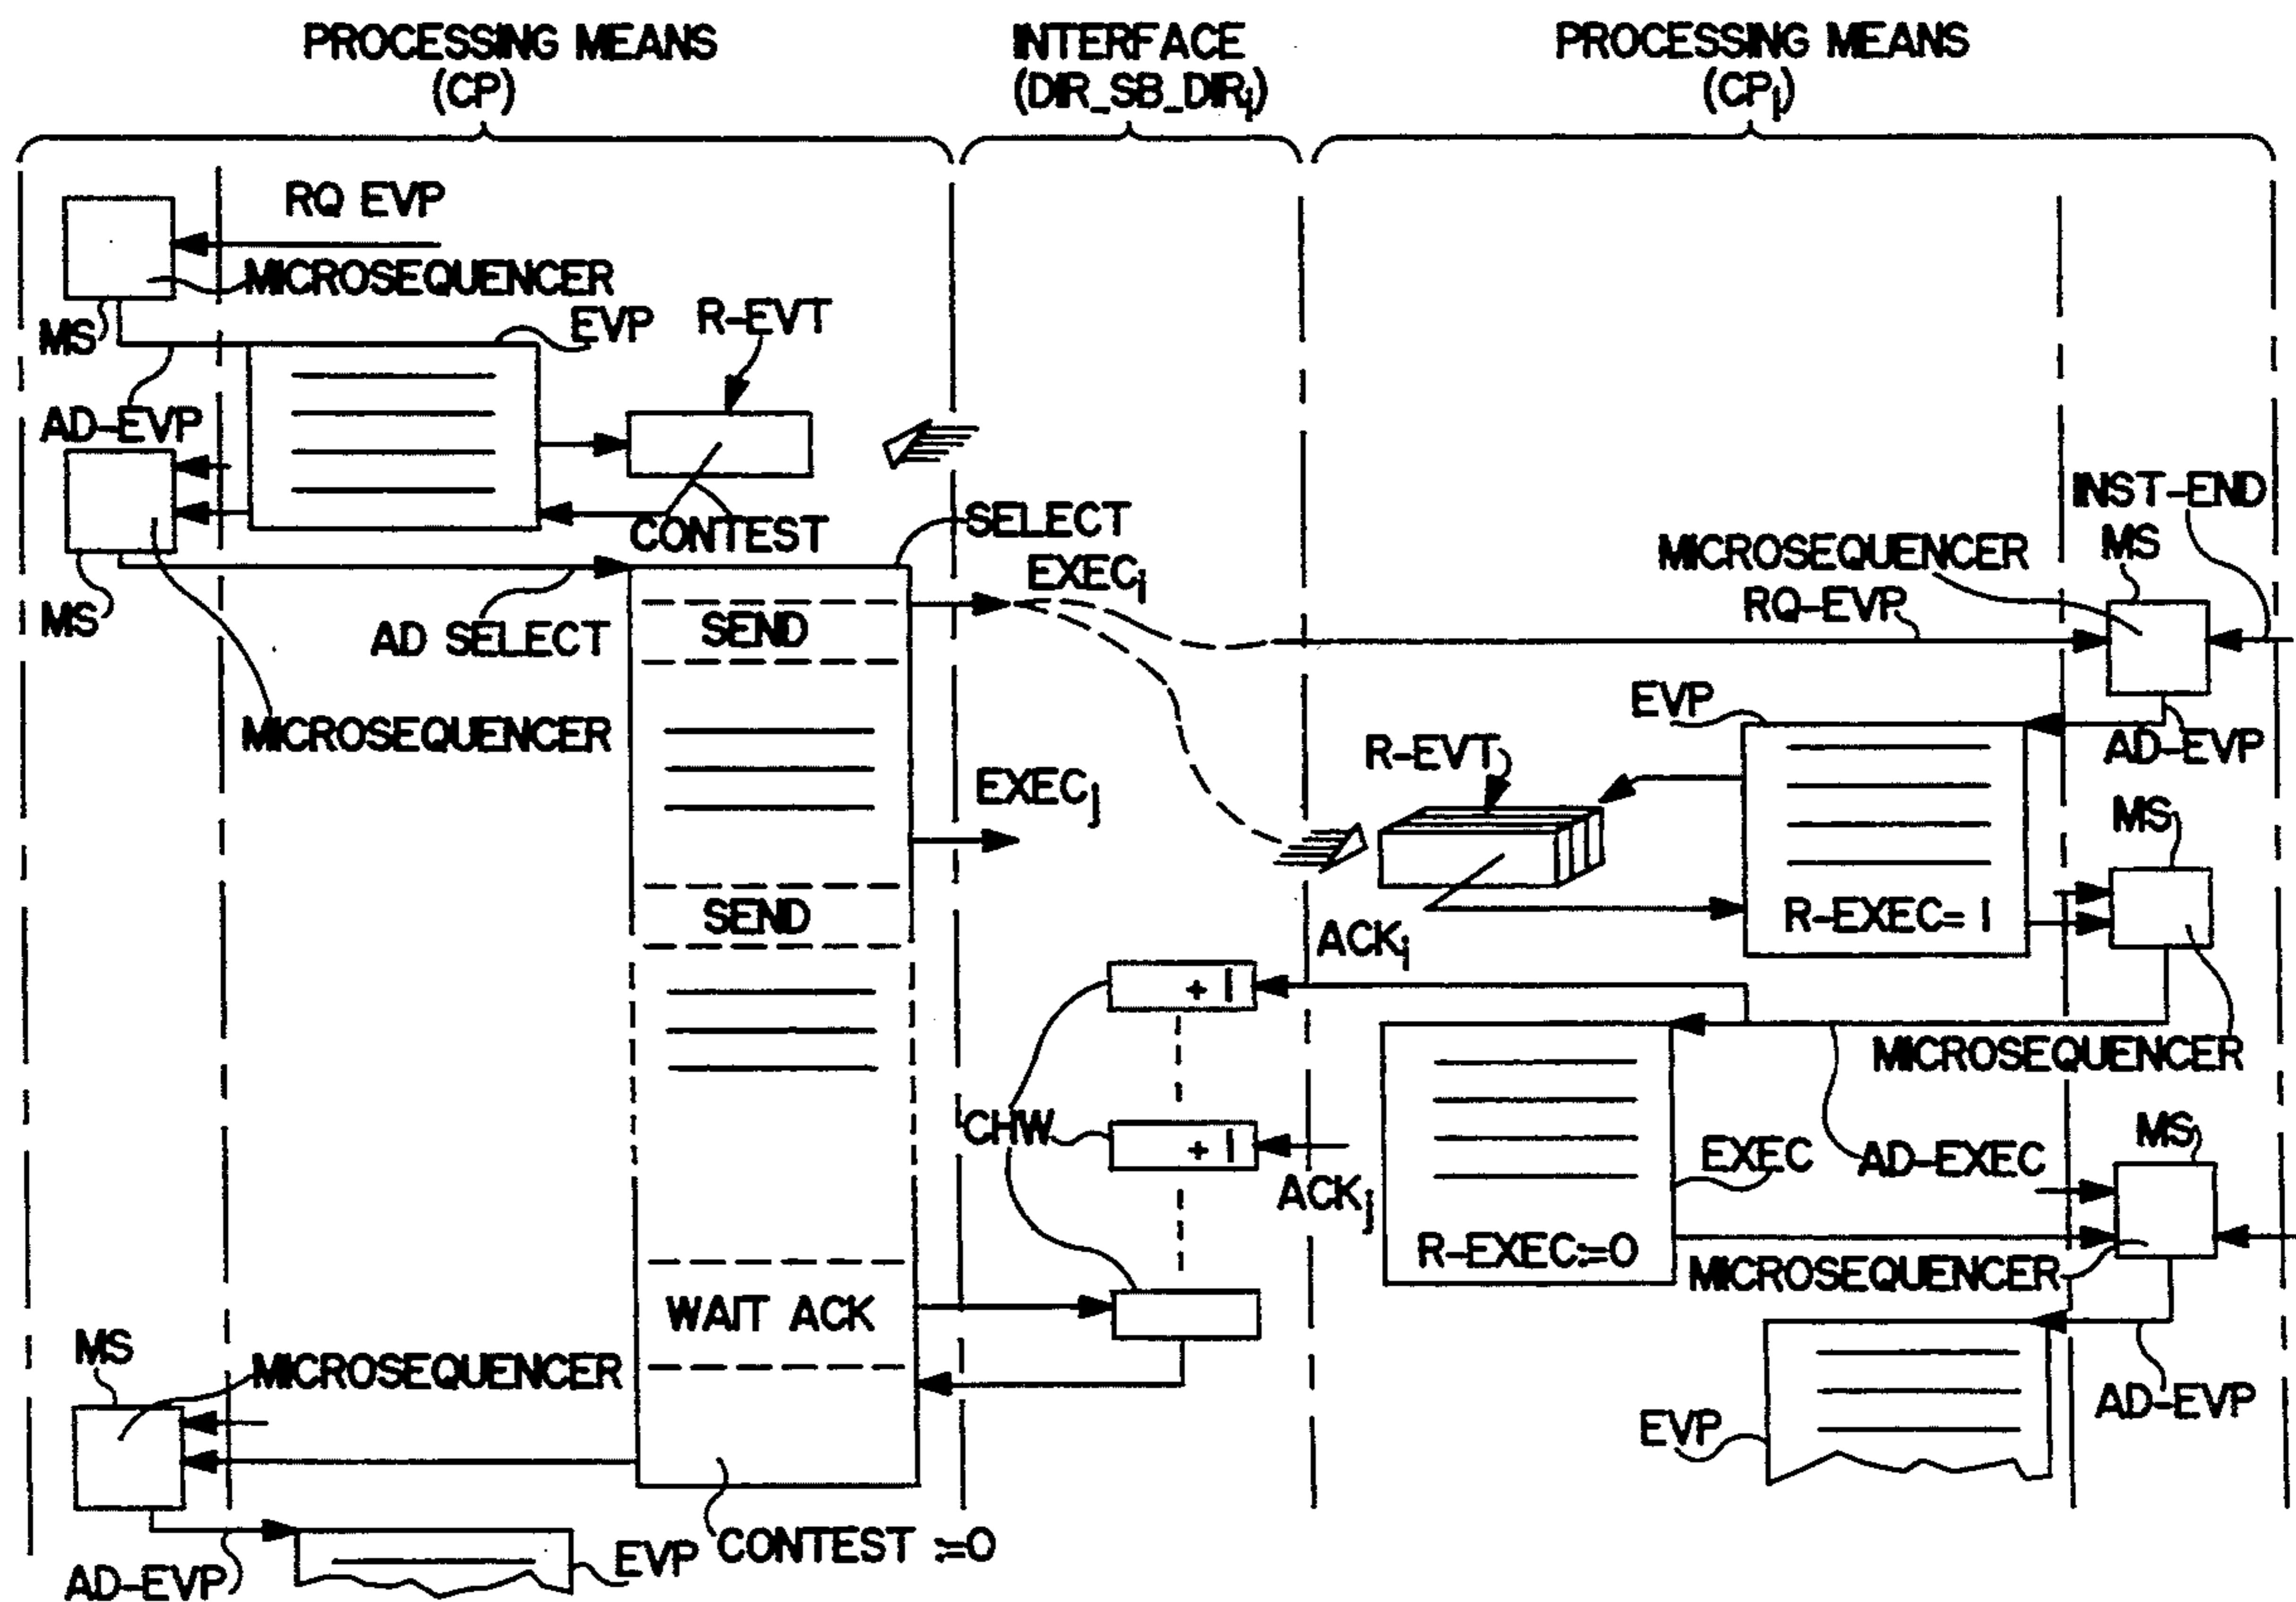 PROCESSING MEANS
(CP)
INTERFACE
(DIR_SB_DIRj)
PROCESSING MEANS
(CPj)
RQ EVP
MICROSEQUENCER
MS
EVP
R-EVT
AD-EVP
CONTEST
MS
AD SELECT
MICROSEQUENCER
SELECT
EXECi
SEND
EXECj
SEND
INST-END
MS
MICROSEQUENCER
RQ-EVP
EVP
AD-EVP
R-EVT
MS
R-EXEC= 1
ACKi
+ 1
MICROSEQUENCER
CHW
+ 1
ACKj
EXEC
AD-EXEC
MS
R-EXEC:=0
MICROSEQUENCER
WAIT ACK
MS
MICROSEQUENCER
EVP
AD-EVP
CONTEST :=0
EVP
AD-EVP